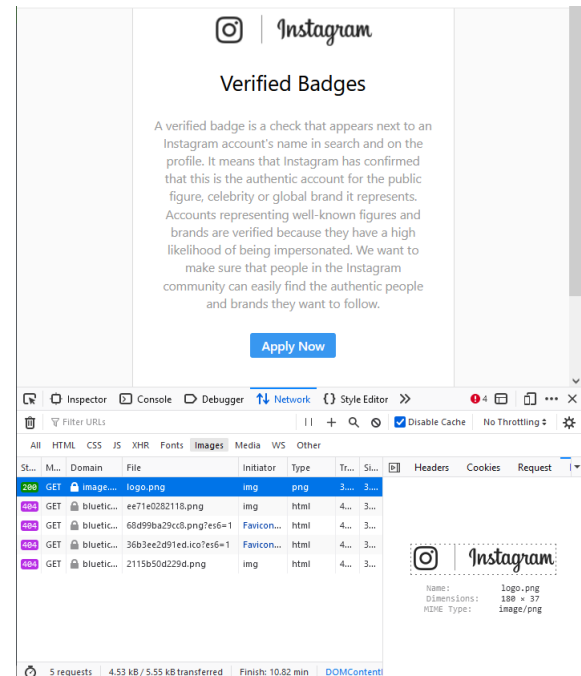 Instagram
Verified Badges
A verified badge is a check that appears next to an
Instagram account's name in search and on the
profile. It means that Instagram has confirmed
that this is the authentic account for the public
figure, celebrity or global brand it represents.
Accounts representing well-known figures and
brands are verified because they have a high
likelihood of being impersonated. We want to
make sure that people in the Instagram
community can easily find the authentic people
and brands they want to follow.
Apply Now
Inspector Console Debugger Network {} Style Editor 4
Filter URLs Disable Cache No Throttling
All HTML CSS JS XHR Fonts Images Media WS Other
St... M... Domain File Initiator Type Tr... Si... Headers Cookies Request
200 GET image.... logo.png img png 3.... 3....
404 GET bluetic... ee71e0282118.png img html 4... 3...
404 GET bluetic... 68d99ba29cc8.png?es6=1 Favicon... html 4... 3...
404 GET bluetic... 36b3ee2d91ed.ico?es6=1 Favicon... html 4... 3...
404 GET bluetic... 2115b50d229d.png img html 4... 3...
Instagram
Name: logo.png
Dimensions: 180 × 37
MIME Type: image/png
5 requests 4.53 kB / 5.55 kB transferred Finish: 10.82 min DOMContentl